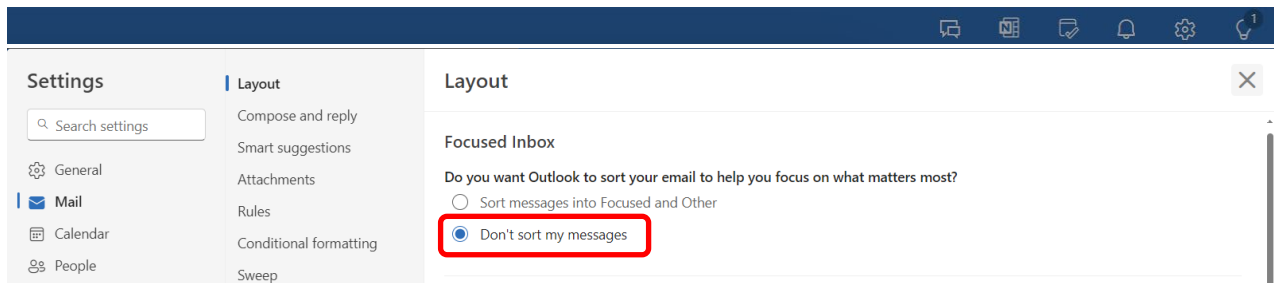 1
Settings
Search settings
General
Mail
Calendar
People
Layout
Compose and reply
Smart suggestions
Attachments
Rules
Conditional formatting
Sweep
Layout
Focused Inbox
Do you want Outlook to sort your email to help you focus on what matters most?
Sort messages into Focused and Other
Don't sort my messages